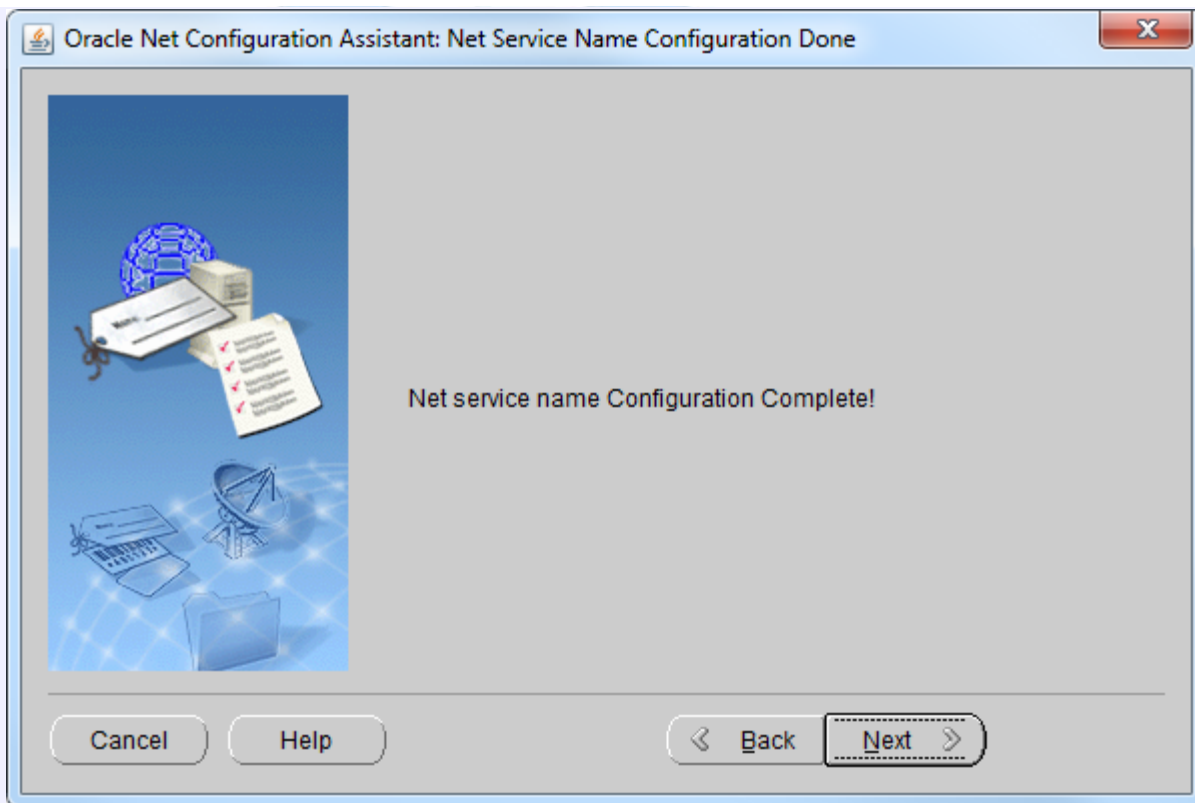 Oracle Net Configuration Assistant: Net Service Name Configuration Done
Net service name Configuration Complete!
Cancel
Help
Back
Next